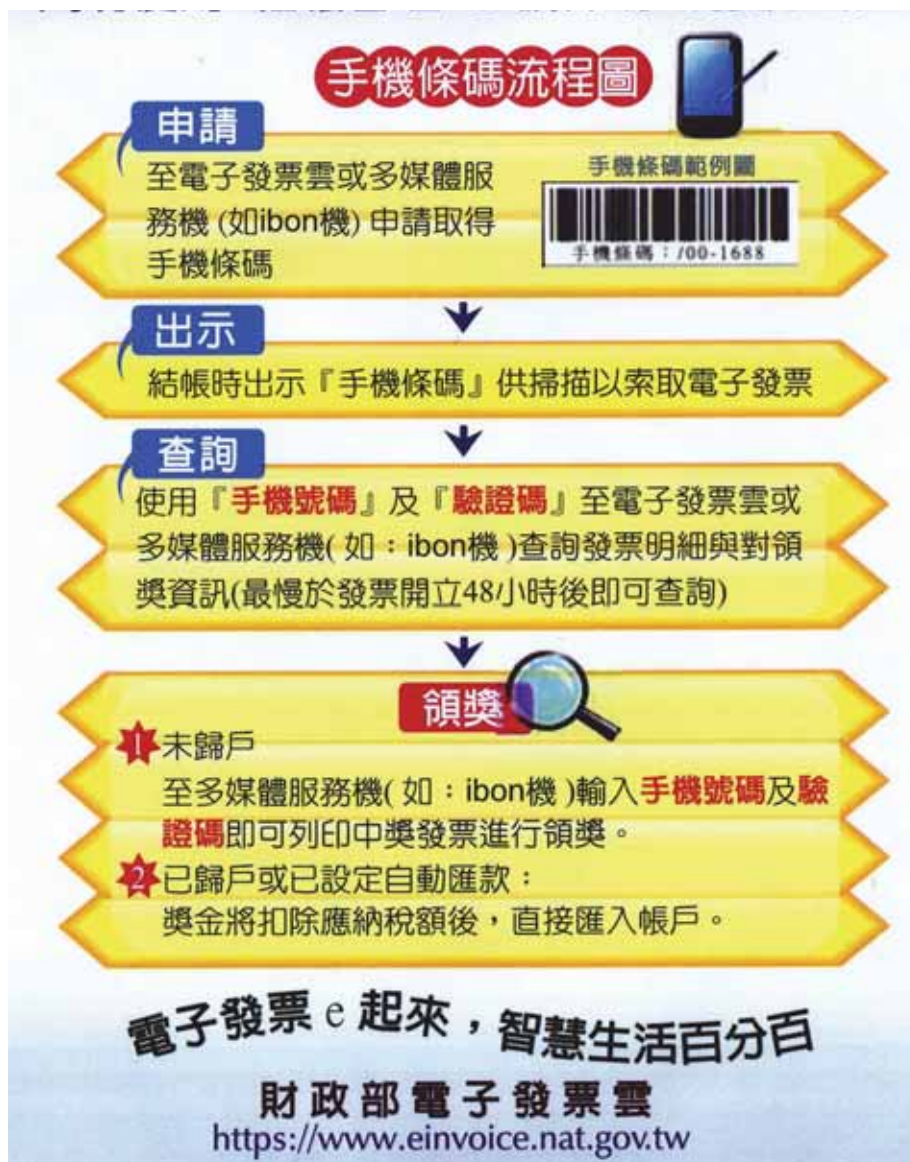 手機條碼流程圖
申請
至電子發票雲或多媒體服
務機 (如ibon機) 申請取得
手機條碼
手機條碼範例圖
手機條碼：/00-1688
出示
結帳時出示『手機條碼』供掃描以索取電子發票
查詢
使用『手機號碼』及『驗證碼』至電子發票雲或
多媒體服務機( 如：ibon機 )查詢發票明細與對領
獎資訊(最慢於發票開立48小時後即可查詢)
領獎
1 未歸戶
至多媒體服務機( 如：ibon機 )輸入手機號碼及驗
證碼即可列印中獎發票進行領獎。
2 已歸戶或已設定自動匯款：
獎金將扣除應納稅額後，直接匯入帳戶。
電子發票 e 起來，智慧生活百分百
財政部電子發票雲
https://www.einvoice.nat.gov.tw